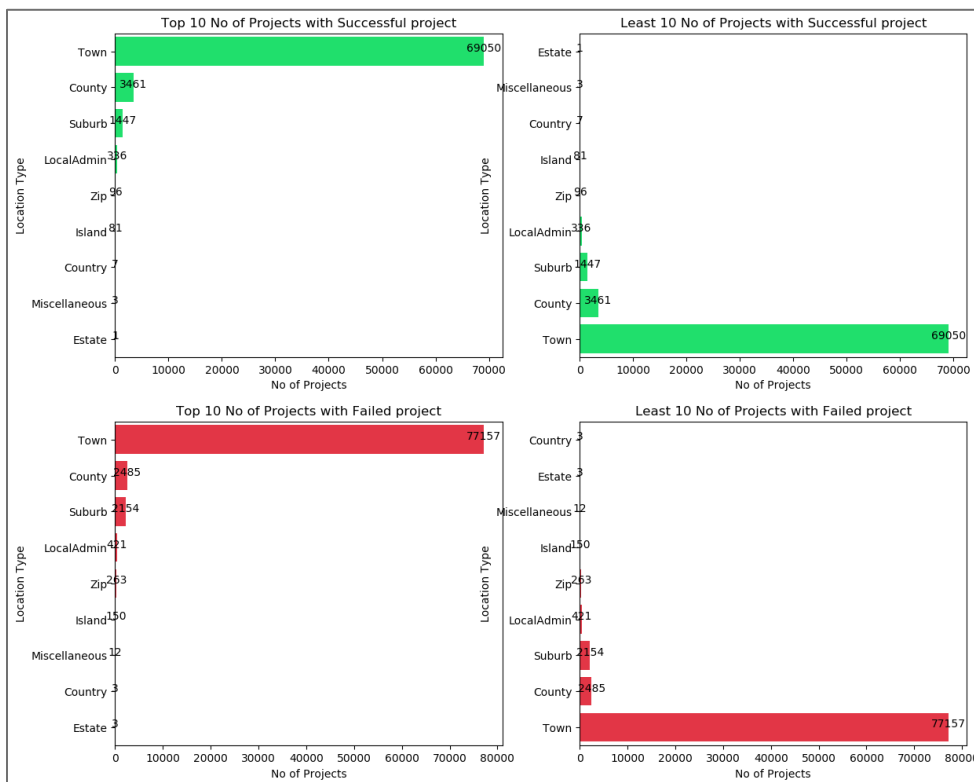 Top 10 No of Projects with Successful project
Location Type
Town 69050
County 3461
Suburb 1447
LocalAdmin 336
Zip 96
Island 81
Country 7
Miscellaneous 3
Estate 1
0 10000 20000 30000 40000 50000 60000 70000
No of Projects
Least 10 No of Projects with Successful project
Location Type
Estate 1
Miscellaneous 3
Country 7
Island 81
Zip 96
LocalAdmin 336
Suburb 1447
County 3461
Town 69050
0 10000 20000 30000 40000 50000 60000 70000
No of Projects
Top 10 No of Projects with Failed project
Location Type
Town 77157
County 2485
Suburb 2154
LocalAdmin 421
Zip 263
Island 150
Miscellaneous 12
Country 3
Estate 3
0 10000 20000 30000 40000 50000 60000 70000 80000
No of Projects
Least 10 No of Projects with Failed project
Location Type
Country 3
Estate 3
Miscellaneous 12
Island 150
Zip 263
LocalAdmin 421
Suburb 2154
County 2485
Town 77157
0 10000 20000 30000 40000 50000 60000 70000 80000
No of Projects